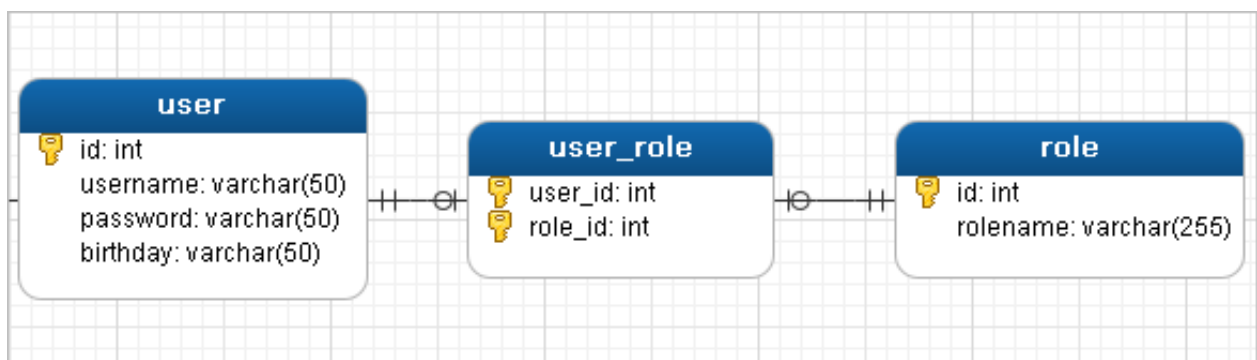 user
id: int
username: varchar(50)
password: varchar(50)
birthday: varchar(50)
user_role
user_id: int
role_id: int
role
id: int
rolename: varchar(255)